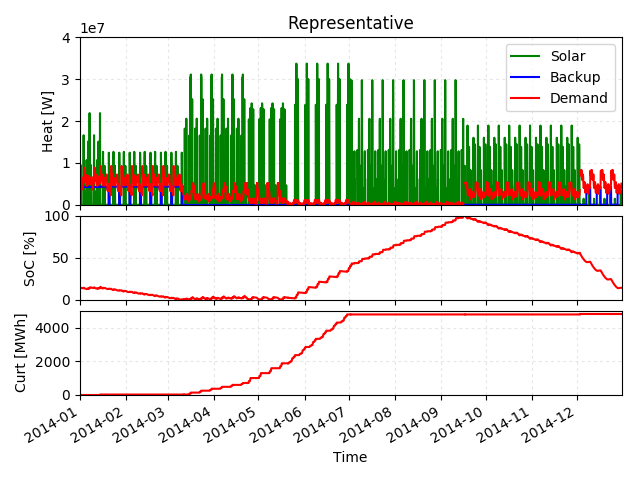 Representative
1e7
4
3
2
1
0
Heat [W]
Solar
Backup
Demand
100
50
0
SoC [%]
4000
2000
0
Curt [MWh]
2014-01
2014-02
2014-03
2014-04
2014-05
2014-06
2014-07
2014-08
2014-09
2014-10
2014-11
2014-12
Time